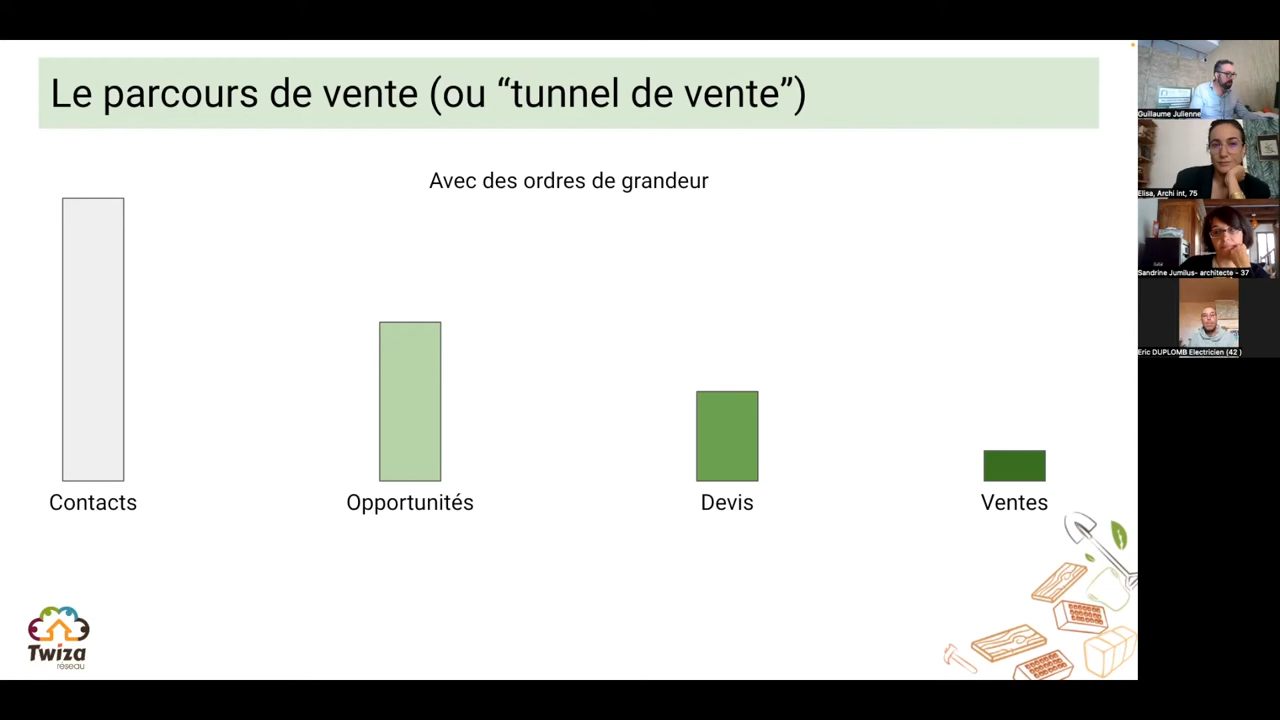 Le parcours de vente (ou “tunnel de vente”)
Avec des ordres de grandeur
Contacts
Opportunités
Devis
Ventes
Twiza
réseau
Guillaume Julienne
Elisa, Archi int, 75
Sandrine Jumilus- architecte - 37
Eric DUPLOMB Electricien (42 )